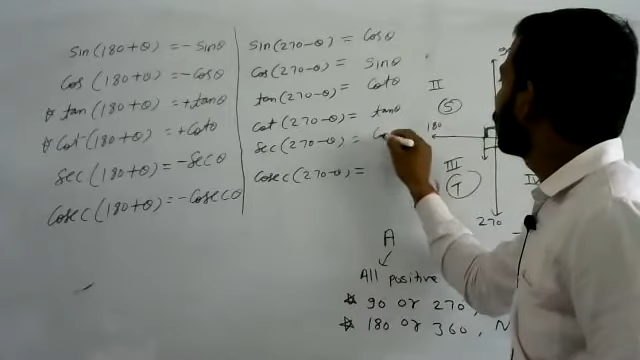 sin(180+θ) = -sinθ
cos(180+θ) = -cosθ
☆ tan(180+θ) = +tanθ
☆ cot(180+θ) = +cotθ
sec(180+θ) = -secθ
cosec(180+θ) = -cosecθ
sin(270-θ) = cosθ
cos(270-θ) = sinθ
tan(270-θ) = cotθ
cot(270-θ) = tanθ
sec(270-θ) = co
cosec(270-θ) =
90
II
S
180
III
T
270
A
All positive
☆ 90 or 270,
☆ 180 or 360, N